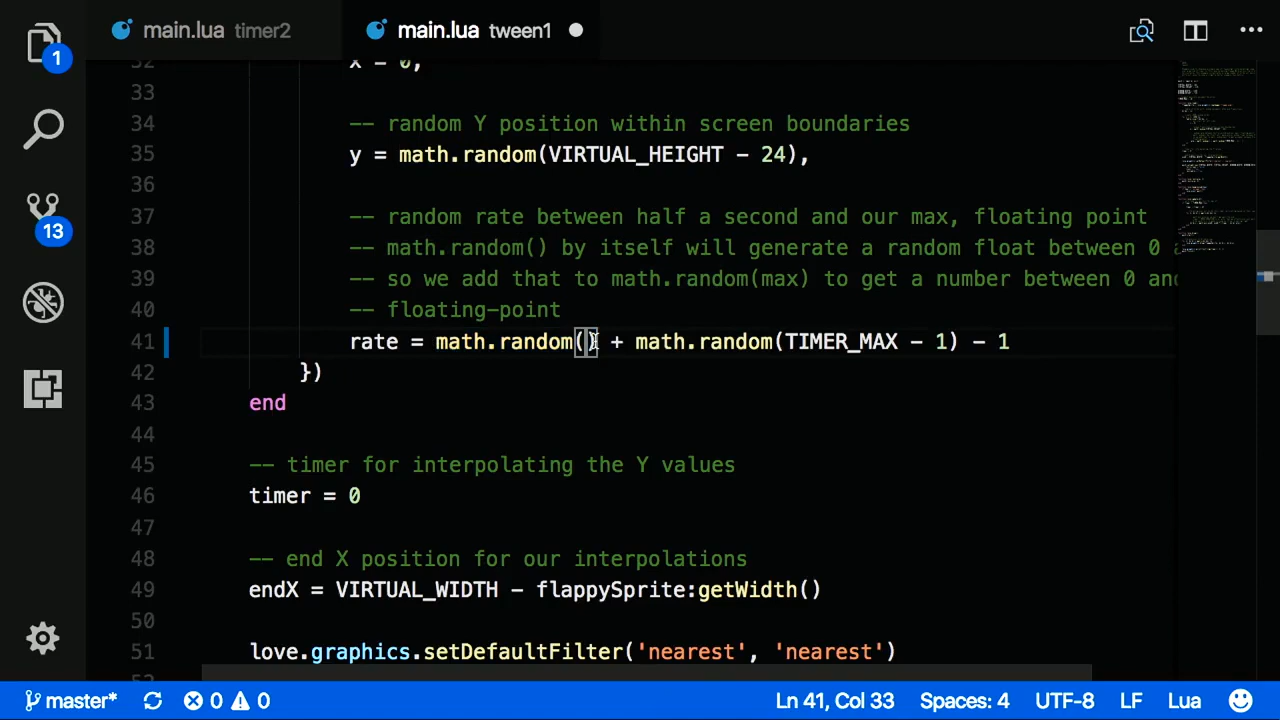 main.lua timer2
main.lua tween1
1
32 x = 0,
33
34 -- random Y position within screen boundaries
35 y = math.random(VIRTUAL_HEIGHT - 24),
36
37 -- random rate between half a second and our max, floating point
38 -- math.random() by itself will generate a random float between 0 a
39 -- so we add that to math.random(max) to get a number between 0 and
40 -- floating-point
41 rate = math.random() + math.random(TIMER_MAX - 1) - 1
42 })
43 end
44
45 -- timer for interpolating the Y values
46 timer = 0
47
48 -- end X position for our interpolations
49 endX = VIRTUAL_WIDTH - flappySprite:getWidth()
50
51 love.graphics.setDefaultFilter('nearest', 'nearest')
13
master* 0 0 Ln 41, Col 33 Spaces: 4 UTF-8 LF Lua